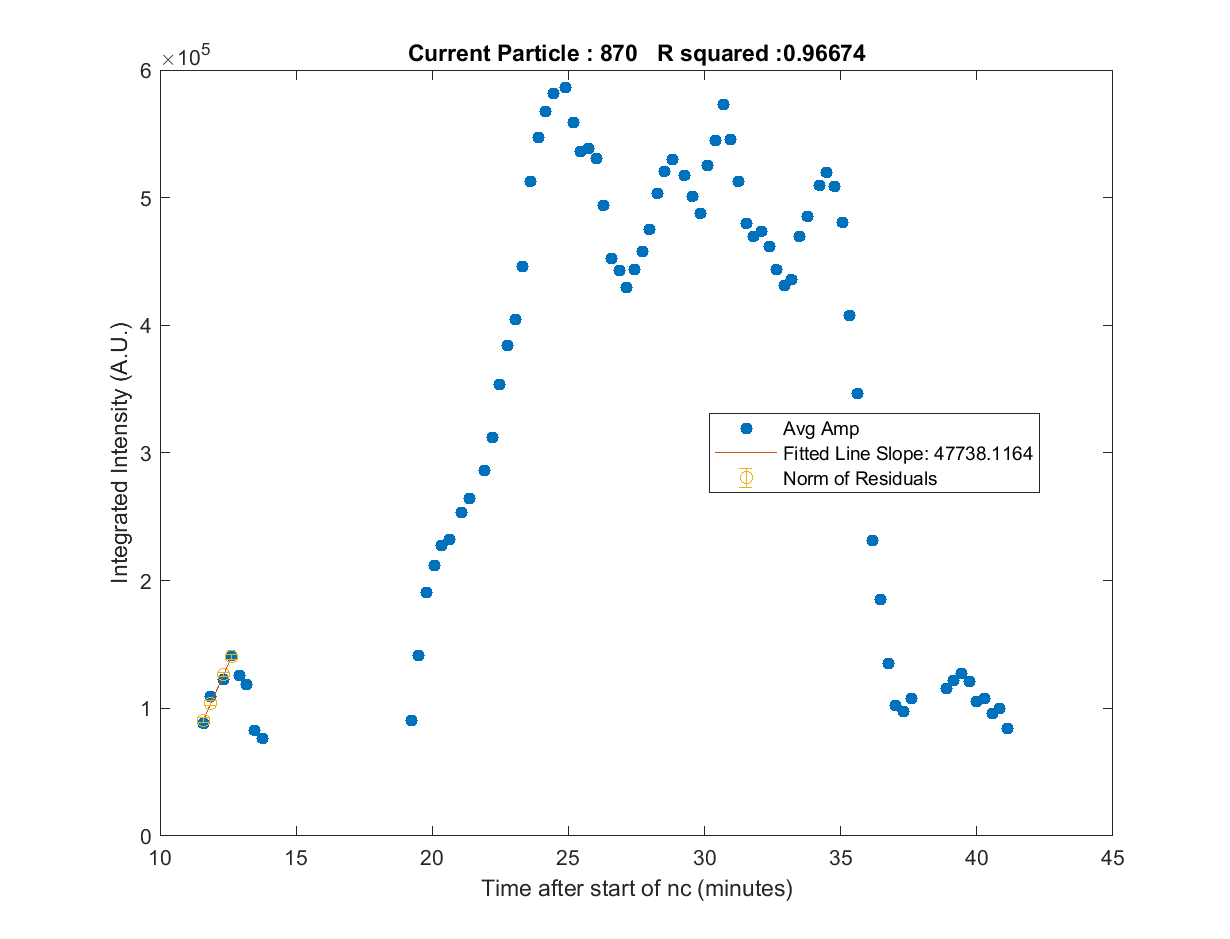 Current Particle : 870 R squared :0.96674
×10^5
6
5
4
3
2
1
0
Integrated Intensity (A.U.)
Avg Amp
Fitted Line Slope: 47738.1164
Norm of Residuals
10 15 20 25 30 35 40 45
Time after start of nc (minutes)